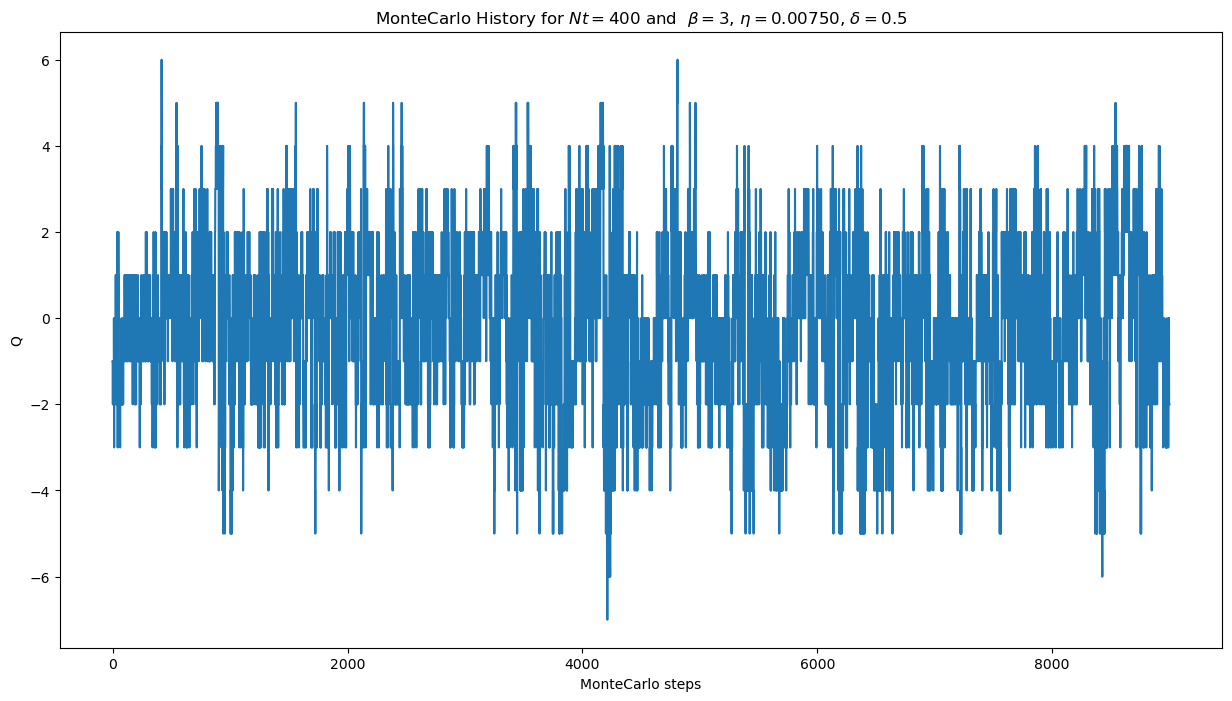 MonteCarlo History for Nt = 400 and β = 3, η = 0.00750, δ = 0.5
6
4
2
0
−2
−4
−6
Q
0 2000 4000 6000 8000
MonteCarlo steps